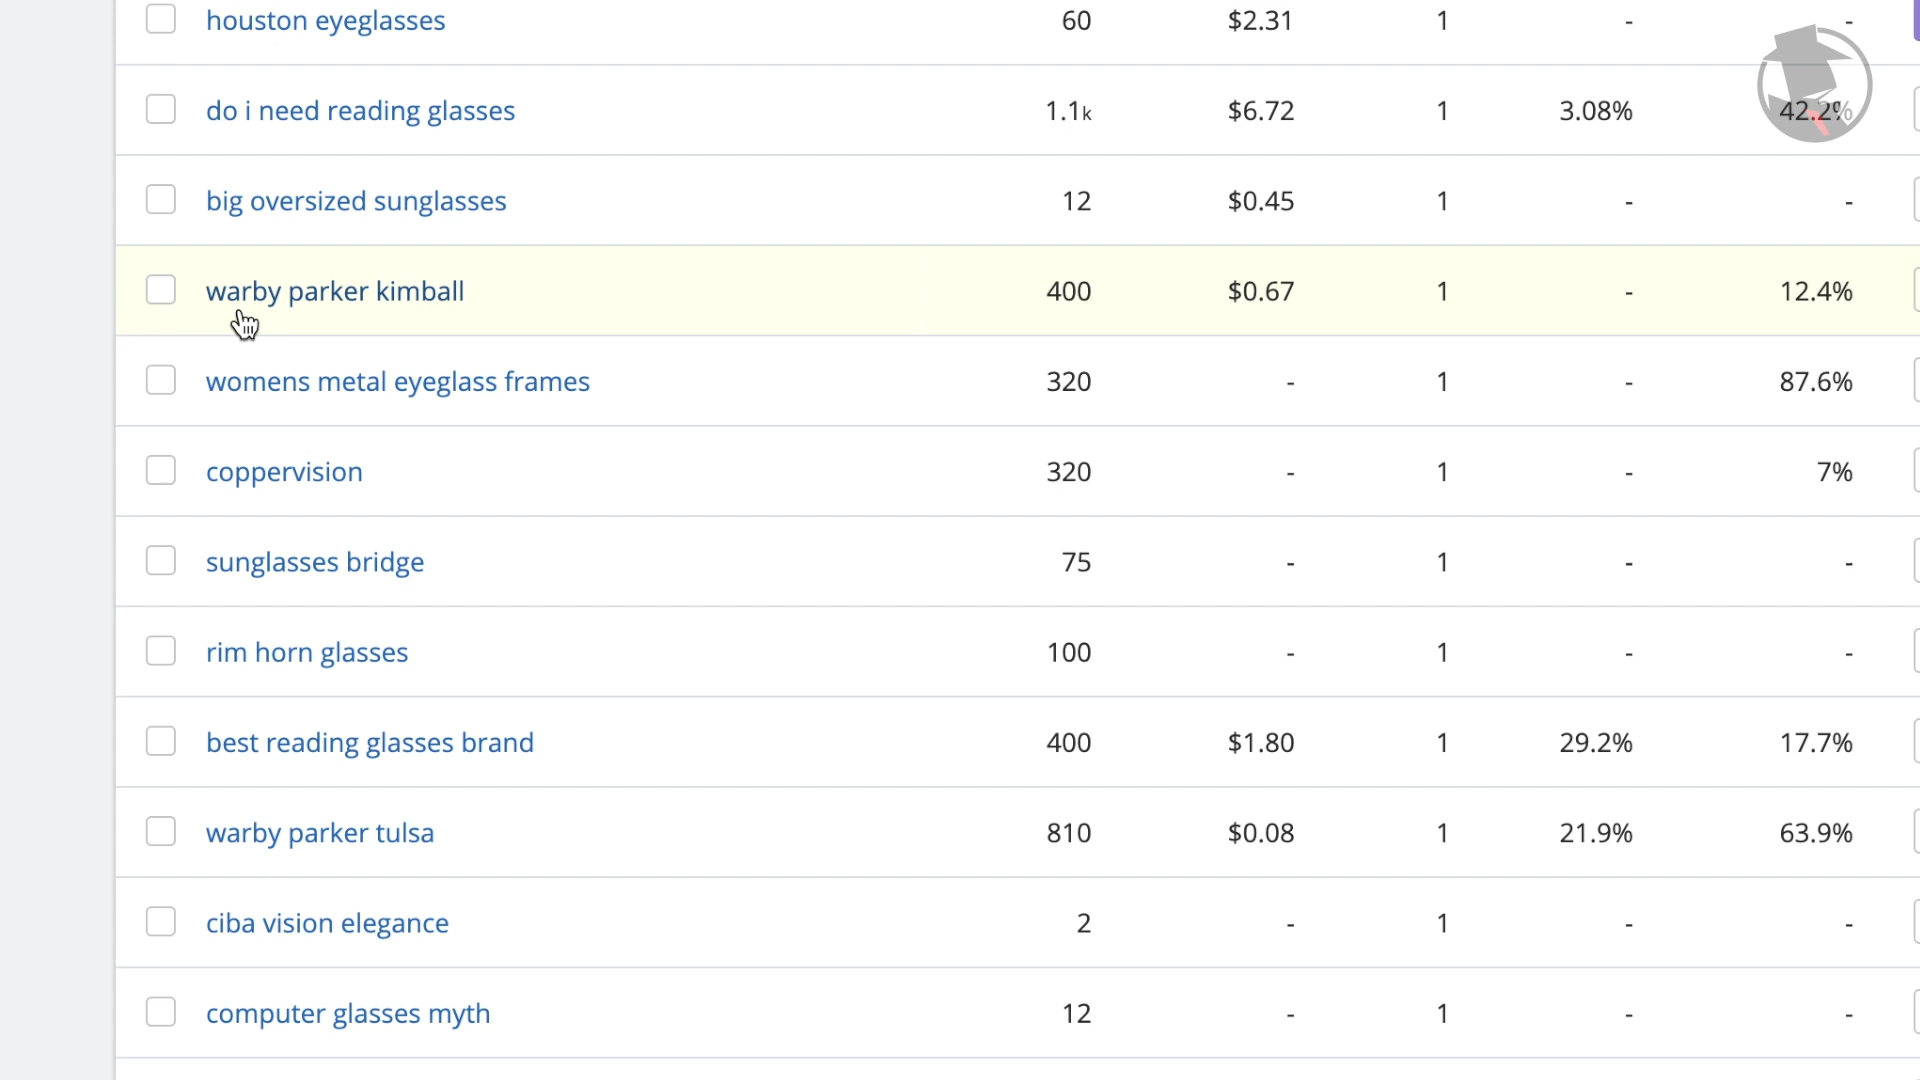 houston eyeglasses 60 $2.31 1 - -
do i need reading glasses 1.1k $6.72 1 3.08% 42.2%
big oversized sunglasses 12 $0.45 1 - -
warby parker kimball 400 $0.67 1 - 12.4%
womens metal eyeglass frames 320 - 1 - 87.6%
coppervision 320 - 1 - 7%
sunglasses bridge 75 - 1 - -
rim horn glasses 100 - 1 - -
best reading glasses brand 400 $1.80 1 29.2% 17.7%
warby parker tulsa 810 $0.08 1 21.9% 63.9%
ciba vision elegance 2 - 1 - -
computer glasses myth 12 - 1 - -